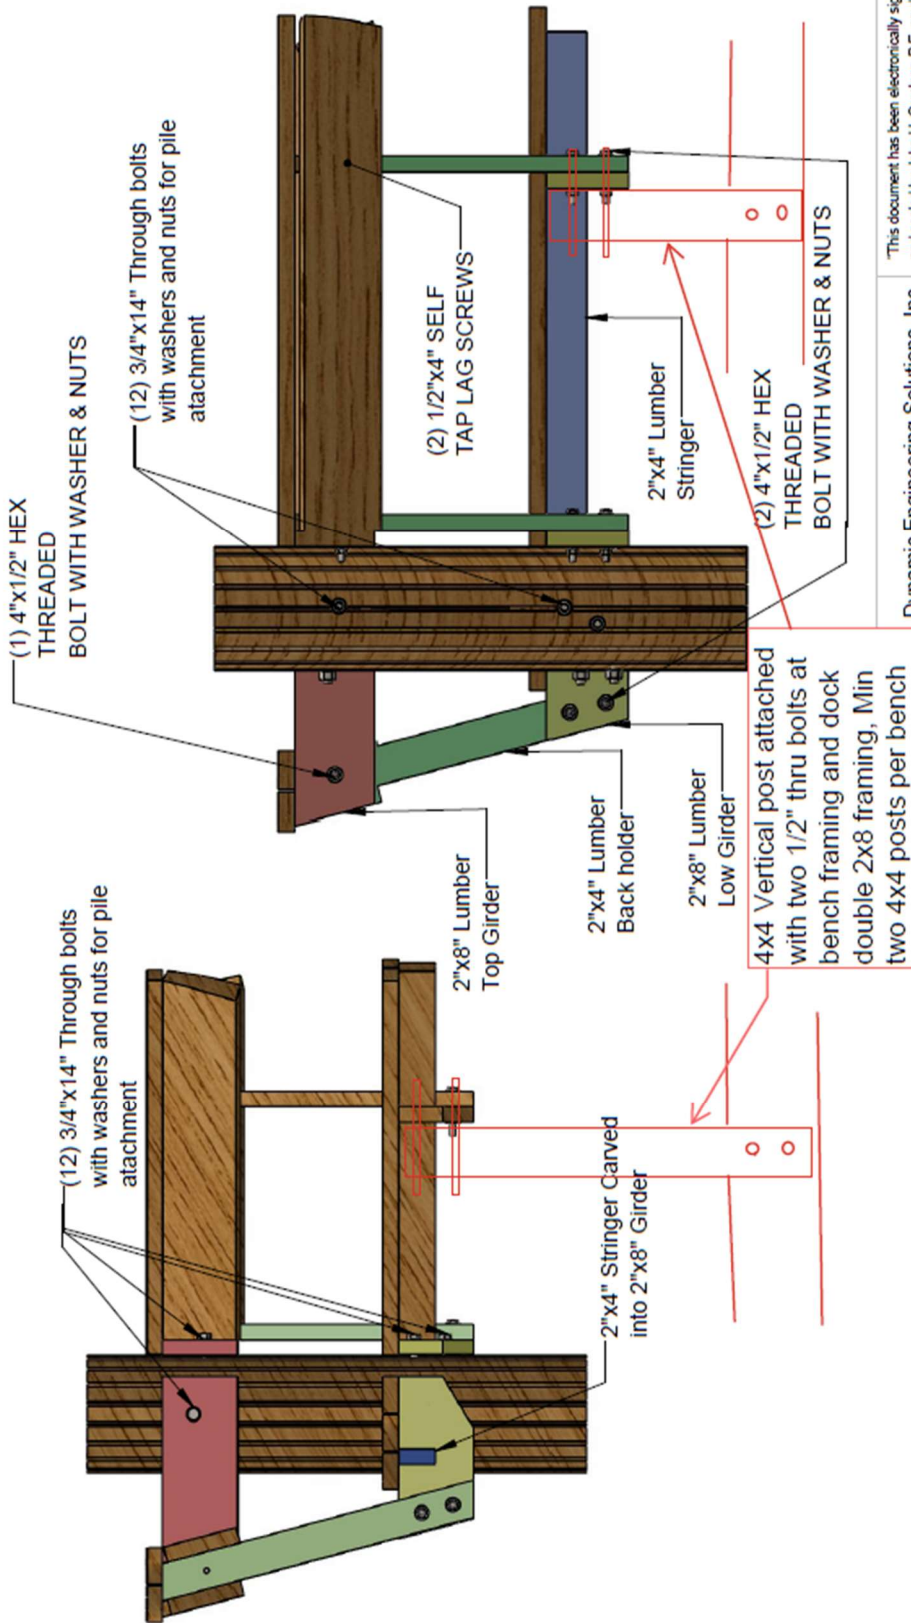 (12) 3/4"x14" Through bolts
with washers and nuts for pile
atachment
2"x4" Stringer Carved
into 2"x8" Girder
(1) 4"x1/2" HEX
THREADED
BOLT WITH WASHER & NUTS
(12) 3/4"x14" Through bolts
with washers and nuts for pile
atachment
(2) 1/2"x4" SELF
TAP LAG SCREWS
2"x4" Lumber
Stringer
(2) 4"x1/2" HEX
THREADED
BOLT WITH WASHER & NUTS
2"x8" Lumber
Top Girder
2"x4" Lumber
Back holder
2"x8" Lumber
Low Girder
4x4 Vertical post attached
with two 1/2" thru bolts at
bench framing and dock
double 2x8 framing, Min
two 4x4 posts per bench
Dynamic Engineering Solutions, Inc.
"This document has been electronically